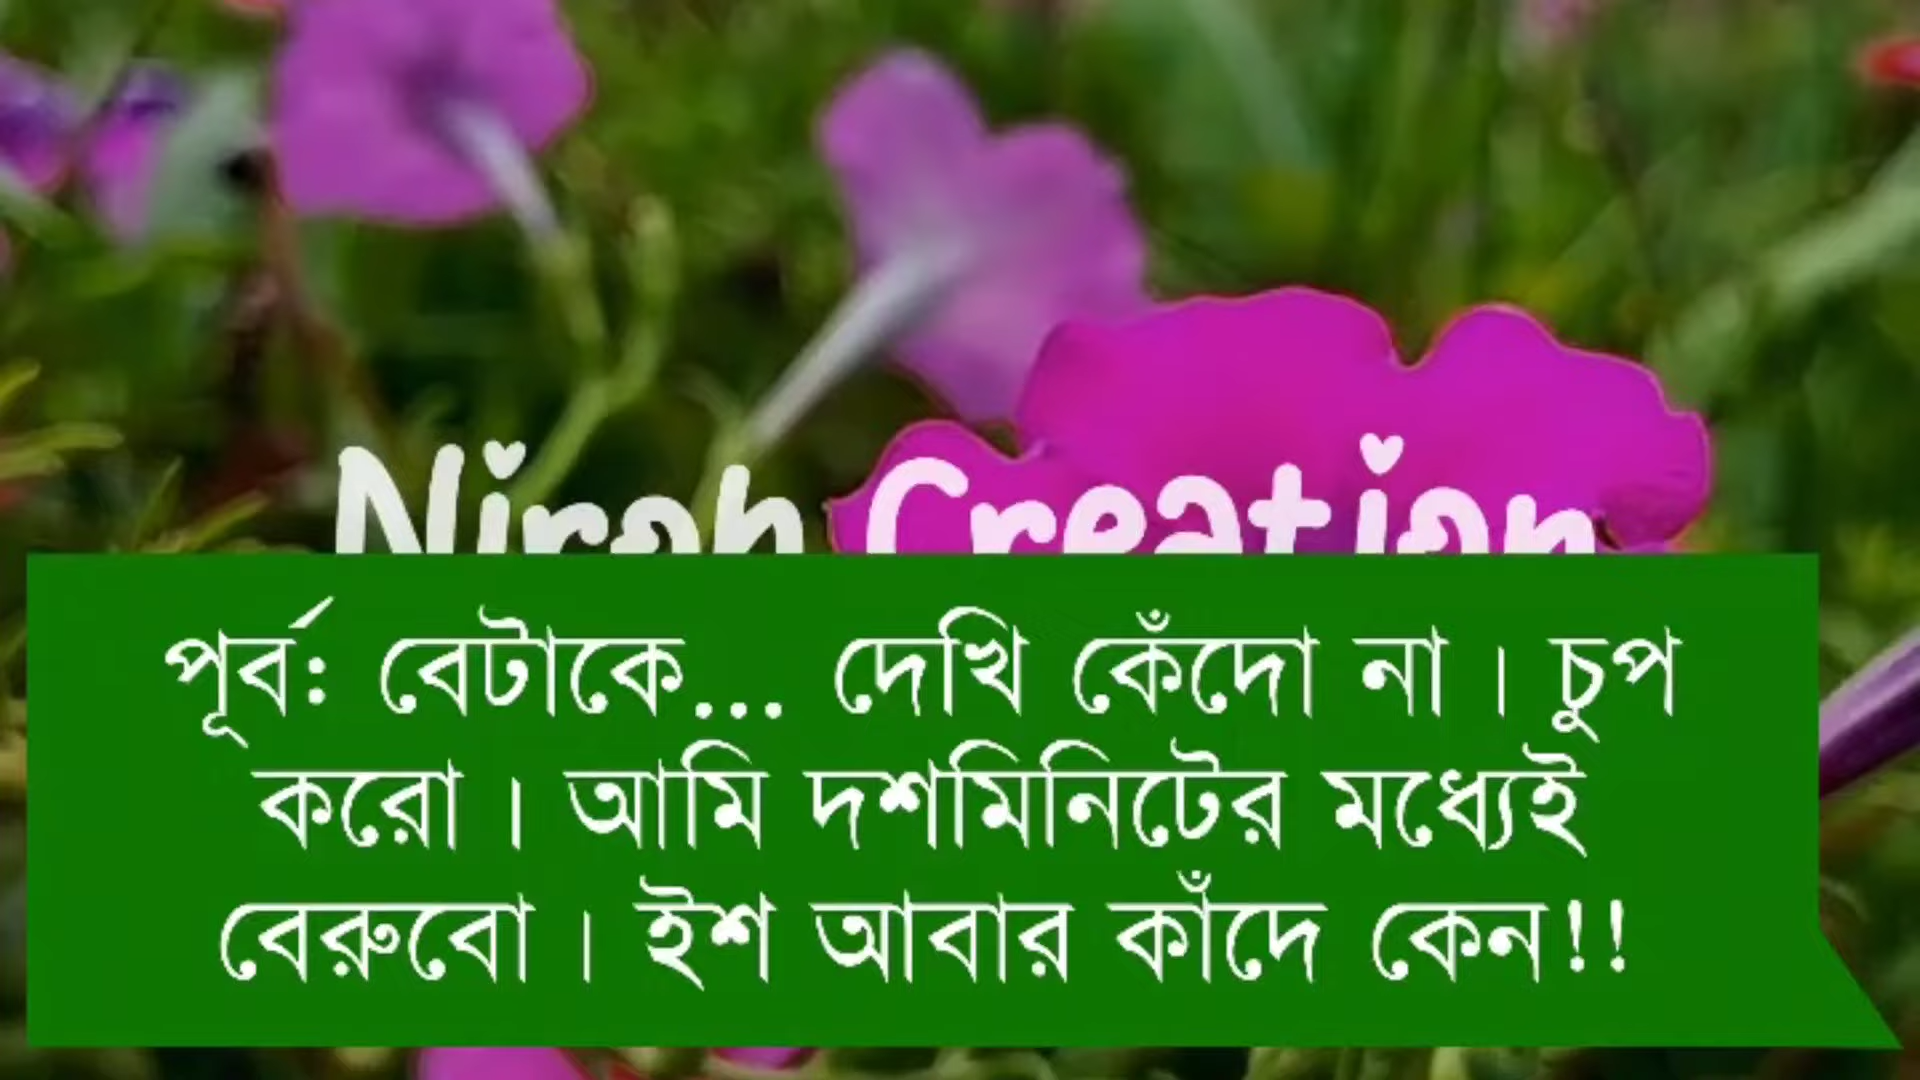 পূর্ব: বেটাকে... দেখি কেঁদো না। চুপ
করো। আমি দশমিনিটের মধ্যেই
বেরুবো। ইশ আবার কাঁদে কেন!!